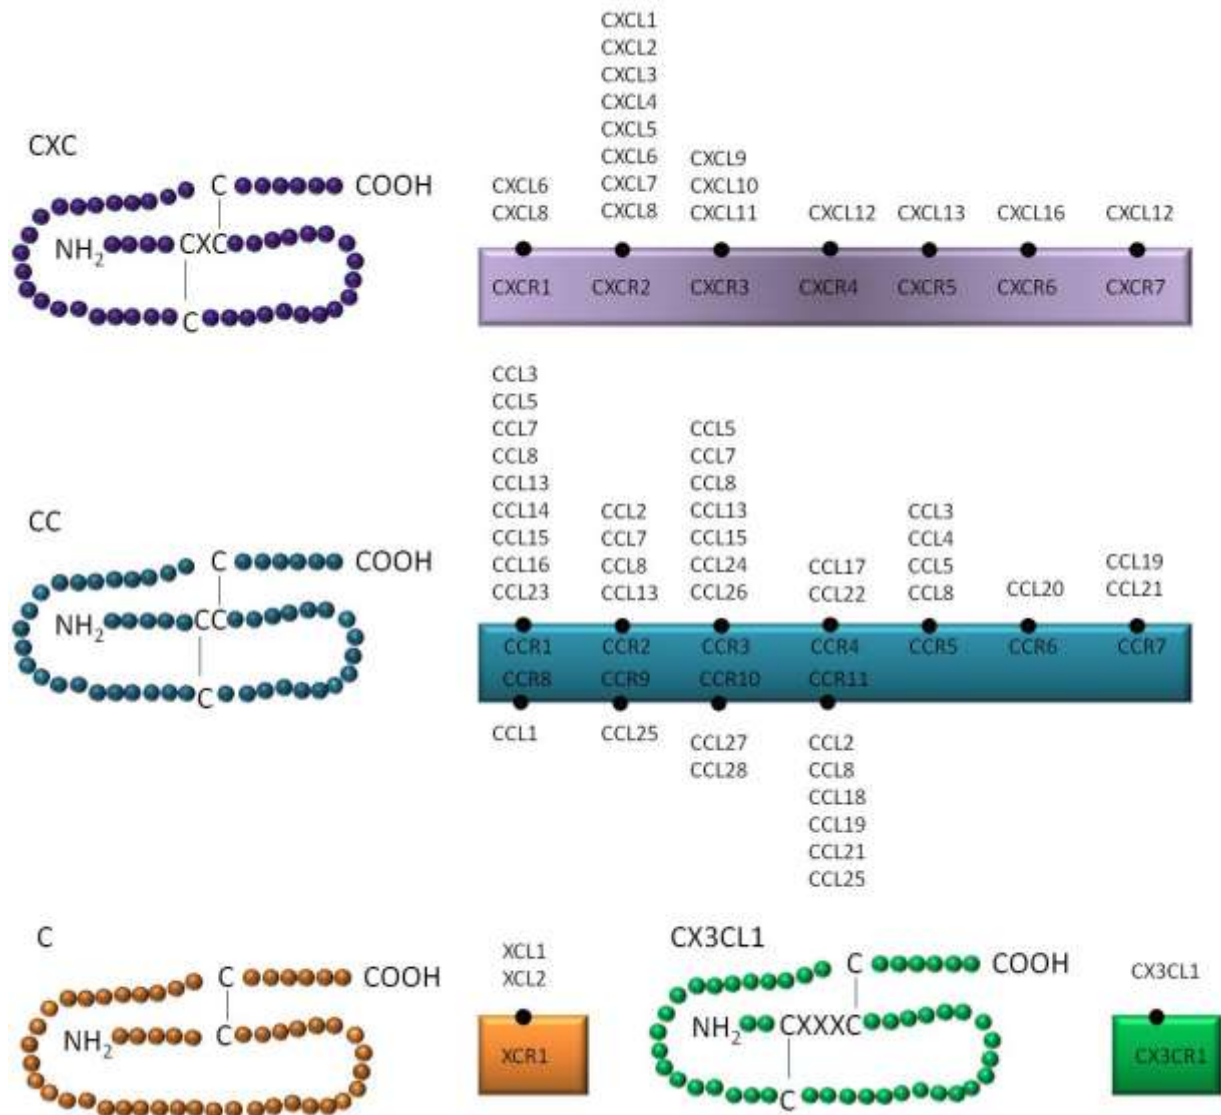 CXC
C COOH
NH2 CXC
C
CXCL6
CXCL8
CXCL1
CXCL2
CXCL3
CXCL4
CXCL5
CXCL6
CXCL7
CXCL8
CXCL9
CXCL10
CXCL11
CXCL12
CXCL13
CXCL16
CXCL12
CXCR1 CXCR2 CXCR3 CXCR4 CXCR5 CXCR6 CXCR7
CC
C COOH
NH2 CC
C
CCL3
CCL5
CCL7
CCL8
CCL13
CCL14
CCL15
CCL16
CCL23
CCL2
CCL7
CCL8
CCL13
CCL5
CCL7
CCL8
CCL13
CCL15
CCL24
CCL26
CCL17
CCL22
CCL3
CCL4
CCL5
CCL8
CCL20
CCL19
CCL21
CCR1 CCR2 CCR3 CCR4 CCR5 CCR6 CCR7
CCR8 CCR9 CCR10 CCR11
CCL1
CCL25
CCL27
CCL28
CCL2
CCL8
CCL18
CCL19
CCL21
CCL25
C
C COOH
NH2 C
XCL1
XCL2
XCR1
CX3CL1
C COOH
NH2 CXXXC
C
CX3CL1
CX3CR1